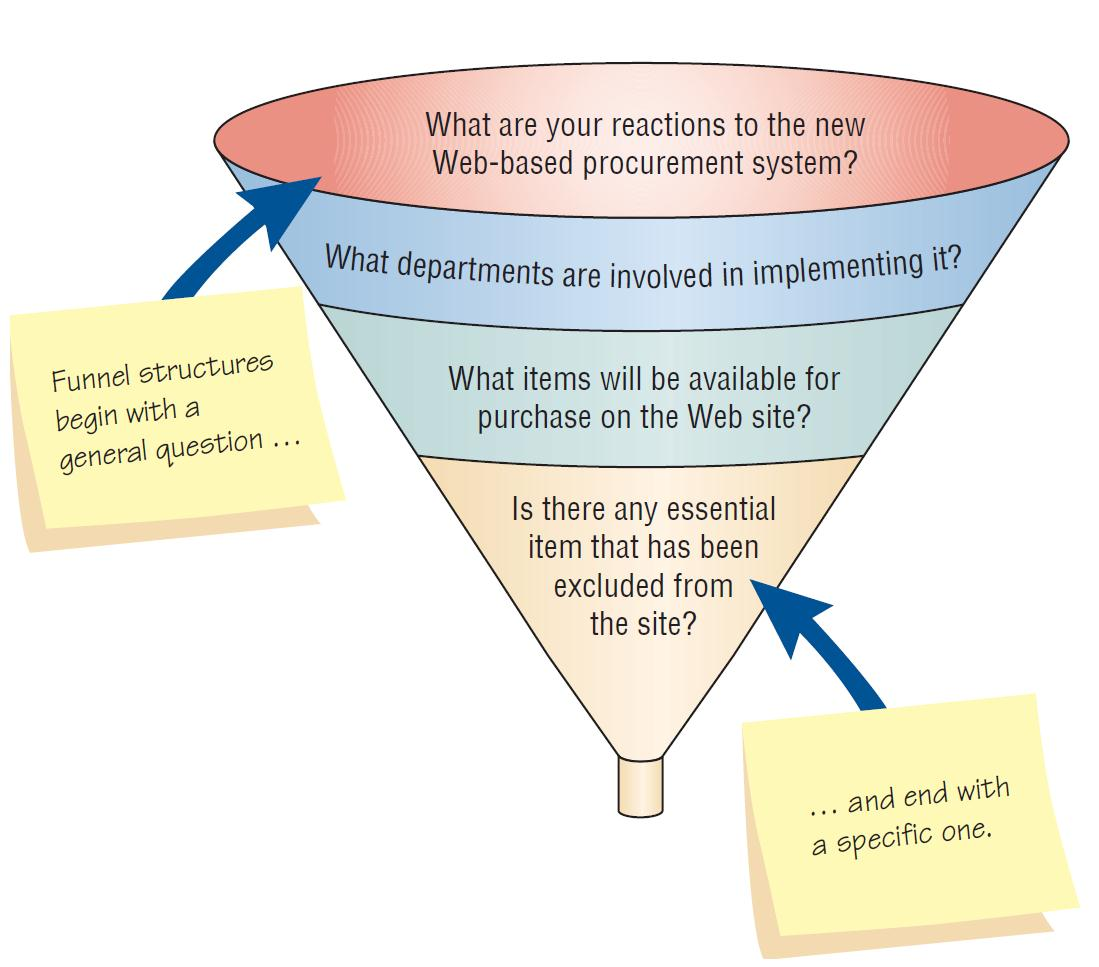 What are your reactions to the new
Web-based procurement system?
What departments are involved in implementing it?
Funnel structures
begin with a
general question ...
What items will be available for
purchase on the Web site?
Is there any essential
item that has been
excluded from
the site?
... and end with
a specific one.